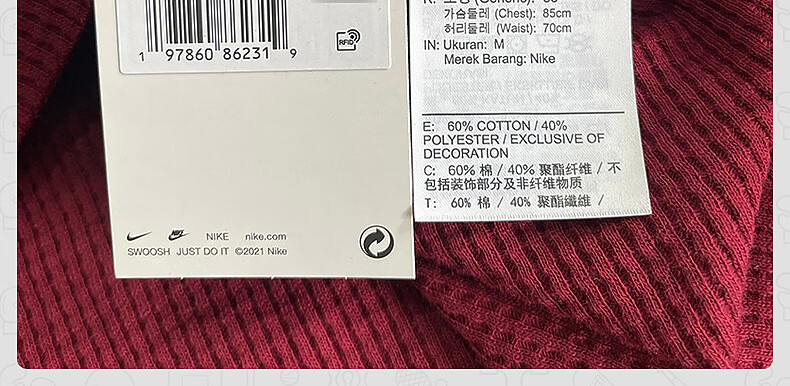 1 97860 86231 9
RFID
NIKE nike.com
SWOOSH JUST DO IT ©2021 Nike
가슴둘레 (Chest): 85cm
허리둘레 (Waist): 70cm
IN: Ukuran: M
Merek Barang: Nike
E: 60% COTTON / 40%
POLYESTER / EXCLUSIVE OF
DECORATION
C: 60% 棉 / 40% 聚酯纤维 / 不
包括装饰部分及非纤维物质
T: 60% 棉 / 40% 聚酯纖維 /